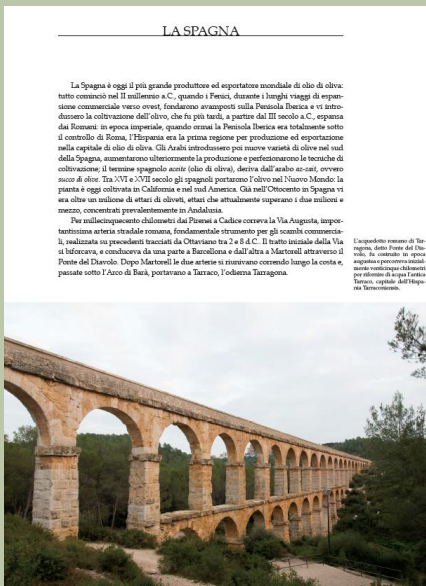 LA SPAGNA
La Spagna è oggi il più grande produttore ed esportatore mondiale di olio di oliva:
tutto cominciò nel II millennio a.C., quando i Fenici, durante i lunghi viaggi di espan-
sione commerciale verso ovest, fondarono avamposti sulla Penisola Iberica e vi intro-
dussero la coltivazione dell'olivo, che fu più tardi, a partire dal III secolo a.C., espansa
dai Romani: in epoca imperiale, quando ormai la Penisola Iberica era totalmente sotto
il controllo di Roma, l'Hispania era la prima regione per produzione ed esportazione
nella capitale di olio di oliva. Gli Arabi introdussero poi nuove varietà di olive nel sud
della Spagna, aumentarono ulteriormente la produzione e perfezionarono le tecniche di
coltivazione; il termine spagnolo aceite (olio di oliva), deriva dall'arabo az-zait, ovvero
succo di olive. Tra XVI e XVII secolo gli spagnoli portarono l'olivo nel Nuovo Mondo: la
pianta è oggi coltivata in California e nel sud America. Già nell'Ottocento in Spagna vi
era oltre un milione di ettari di oliveti, ettari che attualmente superano i due milioni e
mezzo, concentrati prevalentemente in Andalusia.
Per millecinquecento chilometri dai Pirenei a Cadice correva la Via Augusta, impor-
tantissima arteria stradale romana, fondamentale strumento per gli scambi commercia-
li, realizzata su precedenti tracciati da Ottaviano tra 2 e 8 d.C.. Il tratto iniziale della Via
si biforcava, e conduceva da una parte a Barcellona e dall'altra a Martorell attraverso il
Ponte del Diavolo. Dopo Martorell le due arterie si riunivano correndo lungo la costa e,
passate sotto l'Arco di Barà, portavano a Tarraco, l'odierna Tarragona.
L'acquedotto romano di Tar-
ragona, detto Ponte del Dia-
volo, fu costruito in epoca
augustea e percorreva inizial-
mente venticinque chilometri
per rifornire di acqua l'antica
Tarraco, capitale dell'Hispa-
nia Tarraconensis.